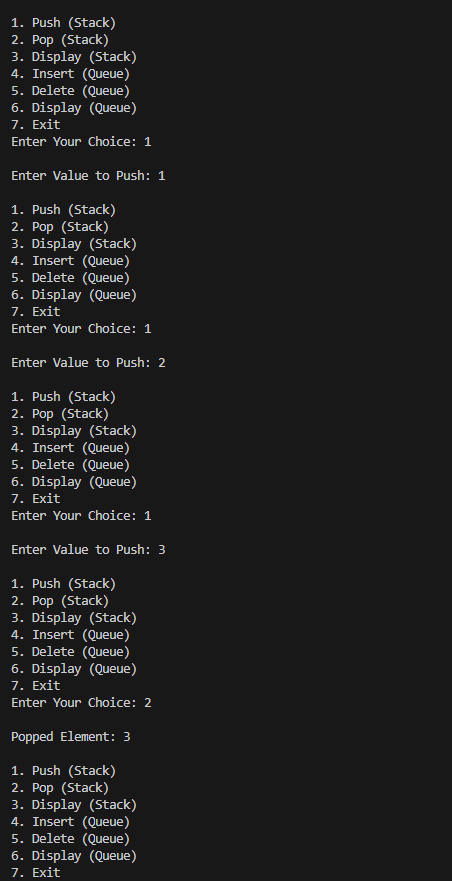 1. Push (Stack)
2. Pop (Stack)
3. Display (Stack)
4. Insert (Queue)
5. Delete (Queue)
6. Display (Queue)
7. Exit
Enter Your Choice: 1
Enter Value to Push: 1
1. Push (Stack)
2. Pop (Stack)
3. Display (Stack)
4. Insert (Queue)
5. Delete (Queue)
6. Display (Queue)
7. Exit
Enter Your Choice: 1
Enter Value to Push: 2
1. Push (Stack)
2. Pop (Stack)
3. Display (Stack)
4. Insert (Queue)
5. Delete (Queue)
6. Display (Queue)
7. Exit
Enter Your Choice: 1
Enter Value to Push: 3
1. Push (Stack)
2. Pop (Stack)
3. Display (Stack)
4. Insert (Queue)
5. Delete (Queue)
6. Display (Queue)
7. Exit
Enter Your Choice: 2
Popped Element: 3
1. Push (Stack)
2. Pop (Stack)
3. Display (Stack)
4. Insert (Queue)
5. Delete (Queue)
6. Display (Queue)
7. Exit